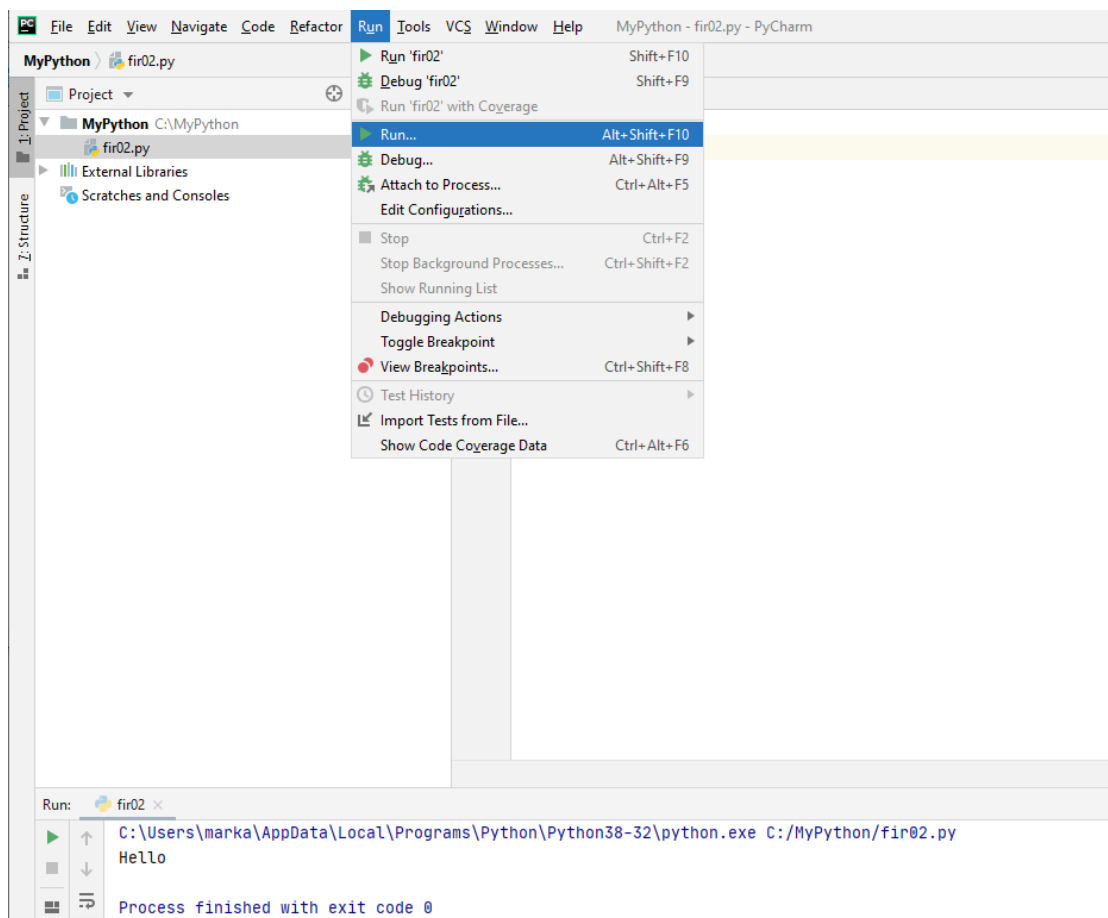 PC File Edit View Navigate Code Refactor Run Tools VCS Window Help MyPython - fir02.py - PyCharm
MyPython fir02.py
Project
1: Project
Z: Structure
MyPython C:\MyPython
fir02.py
External Libraries
Scratches and Consoles
Run 'fir02' Shift+F10
Debug 'fir02' Shift+F9
Run 'fir02' with Coverage
Run... Alt+Shift+F10
Debug... Alt+Shift+F9
Attach to Process... Ctrl+Alt+F5
Edit Configurations...
Stop Ctrl+F2
Stop Background Processes... Ctrl+Shift+F2
Show Running List
Debugging Actions
Toggle Breakpoint
View Breakpoints... Ctrl+Shift+F8
Test History
Import Tests from File...
Show Code Coverage Data Ctrl+Alt+F6
Run: fir02
C:\Users\marka\AppData\Local\Programs\Python\Python38-32\python.exe C:/MyPython/fir02.py
Hello
Process finished with exit code 0